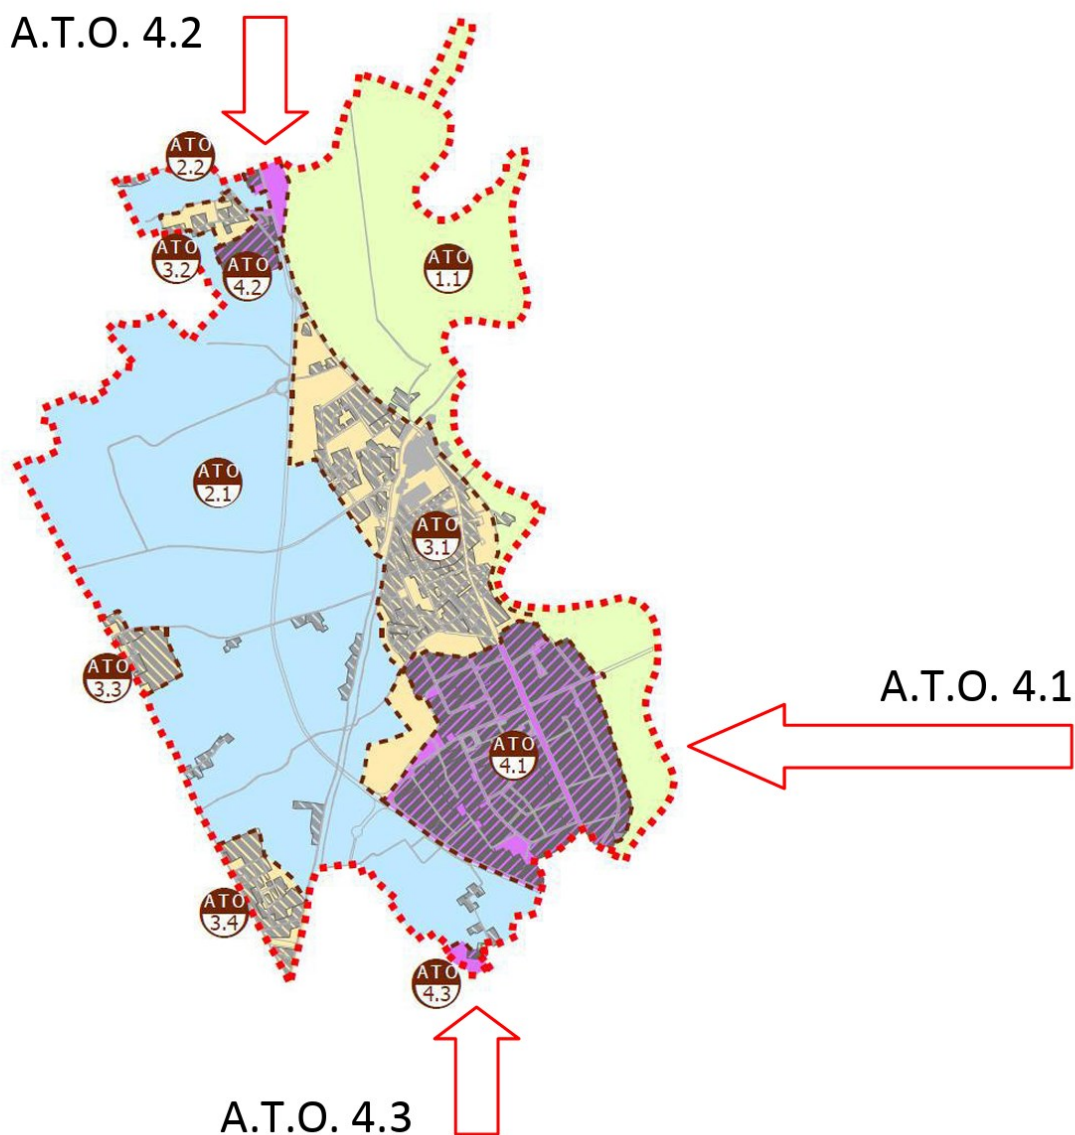 A.T.O. 4.2
ATO
2.2
ATO
3.2
ATO
4.2
ATO
1.1
ATO
2.1
ATO
3.1
ATO
3.3
A.T.O. 4.1
ATO
4.1
ATO
3.4
ATO
4.3
A.T.O. 4.3